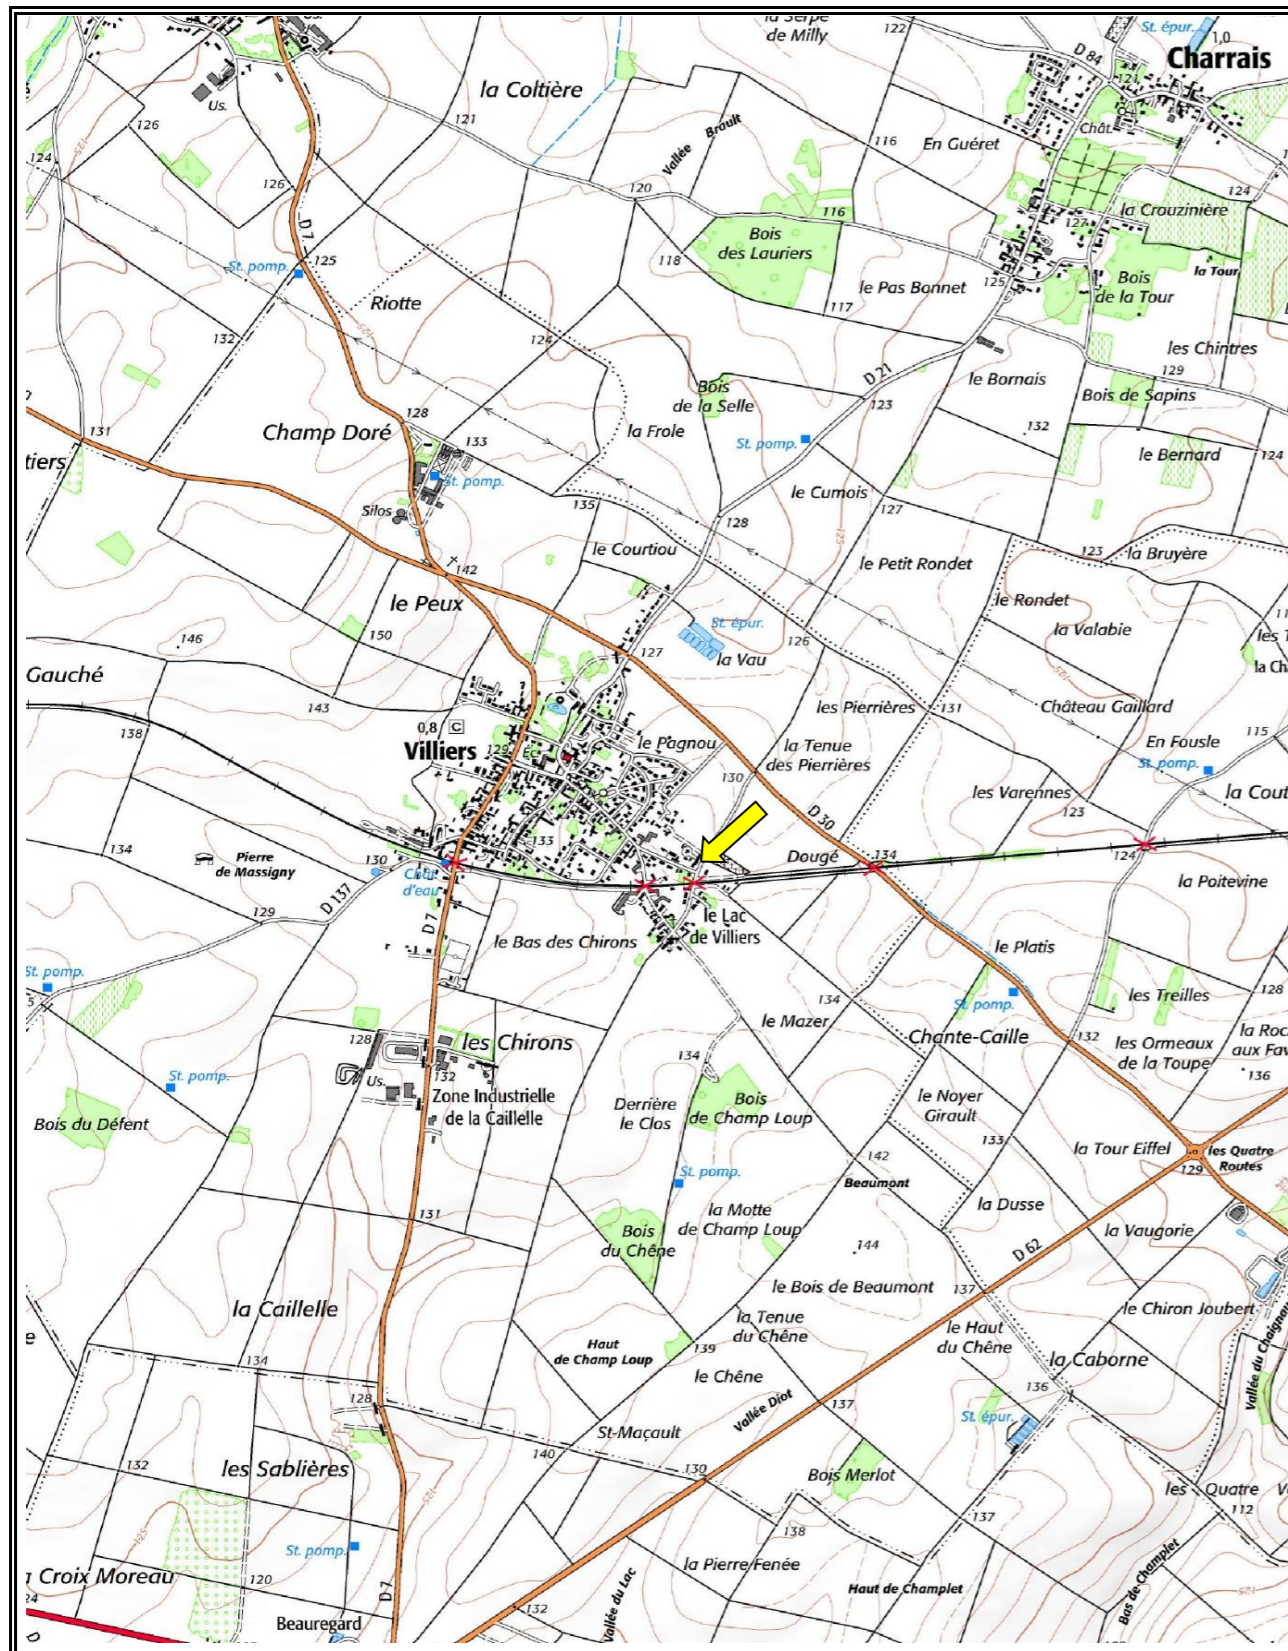 la Serpe
de Milly
122
St. épur.
1,0
D 84
Charrais
Us.
la Coltière
126
121
Vallée Brault
116
En Guéret
Chât.
121
124
126
120
116
Bois
des Lauriers
118
117
le Pas Bonnet
127
124
la Crouzinière
la Tour
Bois
de la Tour
125
D 7
St. pomp.
125
Riotte
132
124
les Chintres
129
le Bornais
Bois de Sapins
D 21
123
Bois
de la Selle
la Frole
St. pomp.
132
le Bernard
124
131
128
Champ Doré
133
St. pomp.
Silos
tiers
135
le Cumois
127
128
le Courtiou
le Petit Rondet
123
la Bruyère
142
le Peux
150
146
le Rondet
la Valabie
les T
la Ch
St. épur.
la Vau
127
126
Gauché
143
138
les Pierrières
131
Château Gaillard
115
En Fousle
St. pomp.
la Cout
0,8
C
Villiers
129
Éc.
le Pagnou
la Tenue
des Pierrières
130
les Varennes
123
D 30
133
134
Pierre
de Massigny
130
Chât.
d'eau
D 137
129
Dougé
134
124
la Poitevine
le Lac
de Villiers
D 7
le Bas des Chirons
St. pomp.
le Platis
St. pomp.
les Treilles
128
134
le Mazer
Chante-Caille
132
les Ormeaux
de la Toupe
la Roc
aux Fav
136
les Chirons
128
Us.
132
Zone Industrielle
de la Caillelle
St. pomp.
Bois du Défent
134
Derrière
le Clos
Bois
de Champ Loup
le Noyer
Girault
133
la Tour Eiffel
les Quatre
Routes
129
142
Beaumont
St. pomp.
la Motte
de Champ Loup
la Dusse
131
Bois
du Chêne
144
D 62
la Vaugorie
le Bois de Beaumont
137
la Caillelle
la Tenue
du Chêne
le Haut
du Chêne
le Chiron Joubert
Haut
de Champ Loup
139
le Chêne
la Caborne
134
136
128
Vallée Diot
137
St. épur.
Vallée du Chaignon
St-Maçault
140
130
Bois Merlot
132
les Sablières
les Quatre
112
137
138
St. pomp.
la Pierre Fenée
Haut de Champlet
Bas de Champlet
Croix Moreau
120
D 7
Beauregard
132
Vallée du Lac